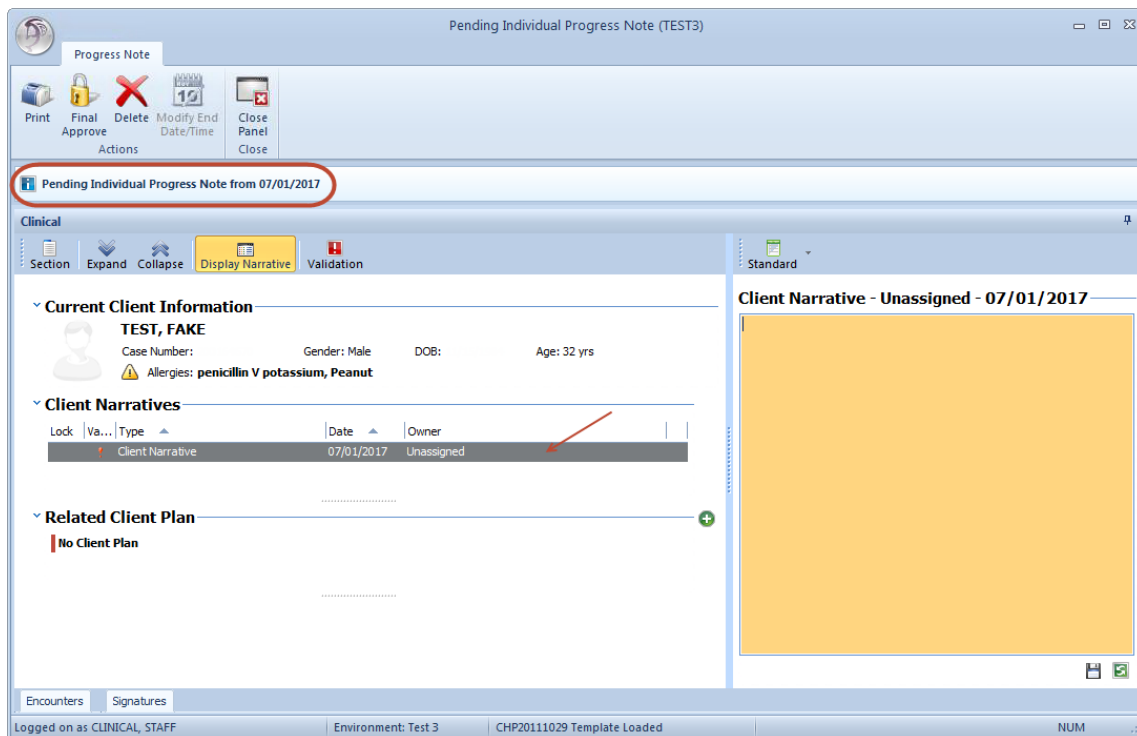 Pending Individual Progress Note (TEST3)
Progress Note
Print
Final Approve
Delete
Modify End Date/Time
Close Panel
Actions
Close
Pending Individual Progress Note from 07/01/2017
Clinical
Section Expand Collapse Display Narrative Validation
Standard
Current Client Information
TEST, FAKE
Case Number: Gender: Male DOB: Age: 32 yrs
Allergies: penicillin V potassium, Peanut
Client Narratives
Lock Va... Type Date Owner
Client Narrative 07/01/2017 Unassigned
Related Client Plan
No Client Plan
Client Narrative - Unassigned - 07/01/2017
Encounters Signatures
Logged on as CLINICAL, STAFF Environment: Test 3 CHP20111029 Template Loaded NUM